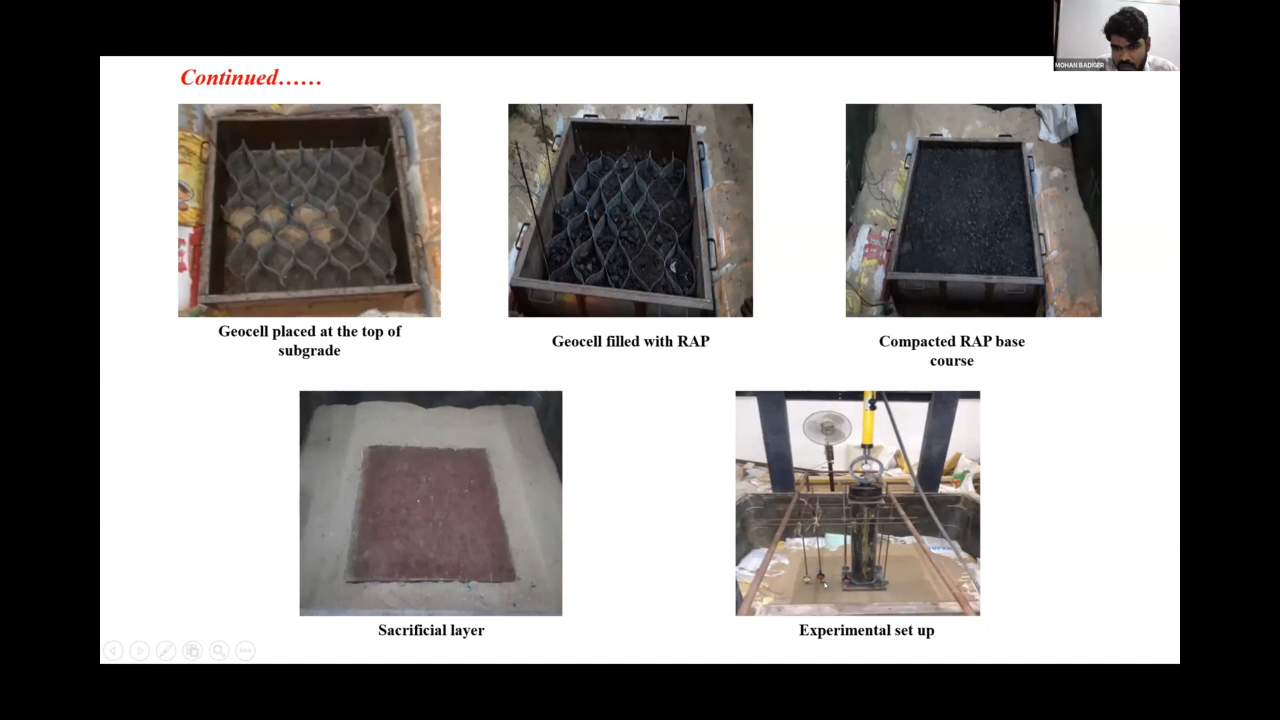 MOHAN BADIGER
Continued......
Geocell placed at the top of
subgrade
Geocell filled with RAP
Compacted RAP base
course
Sacrificial layer
Experimental set up